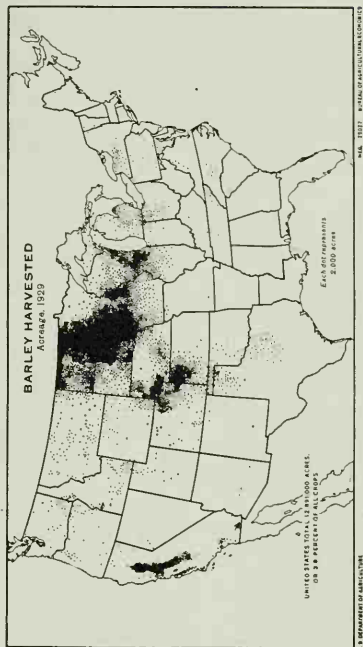 BARLEY HARVESTED
Acreage, 1929
Each dot represents
2,000 acres
UNITED STATES TOTAL 12,891,000 ACRES,
OR 3.8 PERCENT OF ALL CROPS
DEPARTMENT OF AGRICULTURE
BUREAU OF AGRICULTURAL ECONOMICS